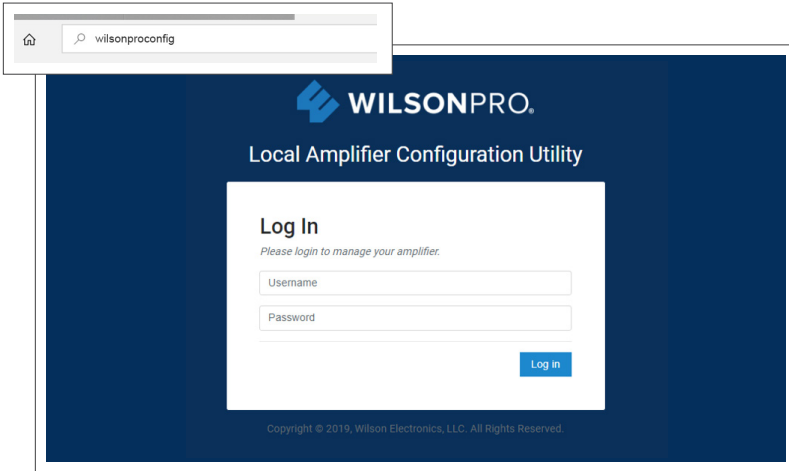 wilsonproconfig
WILSONPRO®
Local Amplifier Configuration Utility
Log In
Please login to manage your amplifier.
Username
Password
Log in
Copyright © 2019, Wilson Electronics, LLC. All Rights Reserved.